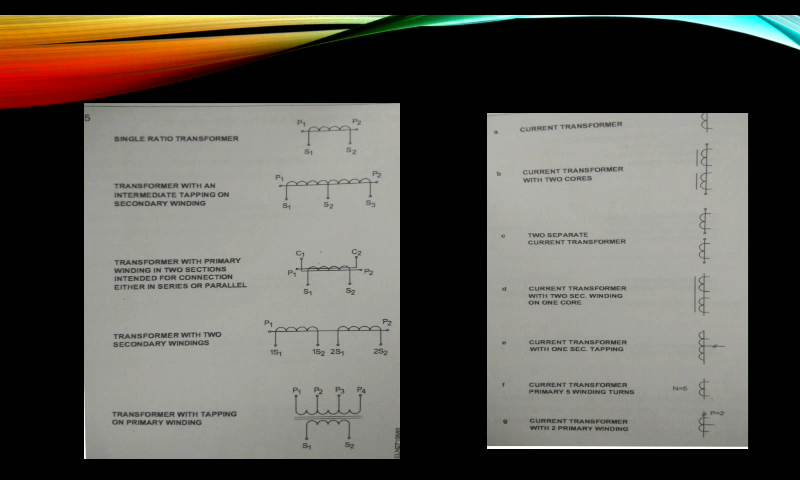 5
P1 P2
SINGLE RATIO TRANSFORMER
S1 S2
P1 P2
TRANSFORMER WITH AN
INTERMEDIATE TAPPING ON
SECONDARY WINDING
S1 S2 S3
C1 C2
TRANSFORMER WITH PRIMARY
WINDING IN TWO SECTIONS
INTENDED FOR CONNECTION
EITHER IN SERIES OR PARALLEL
P1 P2
S1 S2
P1 P2
TRANSFORMER WITH TWO
SECONDARY WINDINGS
1S1 1S2 2S1 2S2
P1 P2 P3 P4
TRANSFORMER WITH TAPPING
ON PRIMARY WINDING
S1 S2
a CURRENT TRANSFORMER
b CURRENT TRANSFORMER
WITH TWO CORES
c TWO SEPARATE
CURRENT TRANSFORMER
d CURRENT TRANSFORMER
WITH TWO SEC. WINDING
ON ONE CORE
e CURRENT TRANSFORMER
WITH ONE SEC. TAPPING
f CURRENT TRANSFORMER
PRIMARY 5 WINDING TURNS
N=5
g CURRENT TRANSFORMER
WITH 2 PRIMARY WINDING
P=2